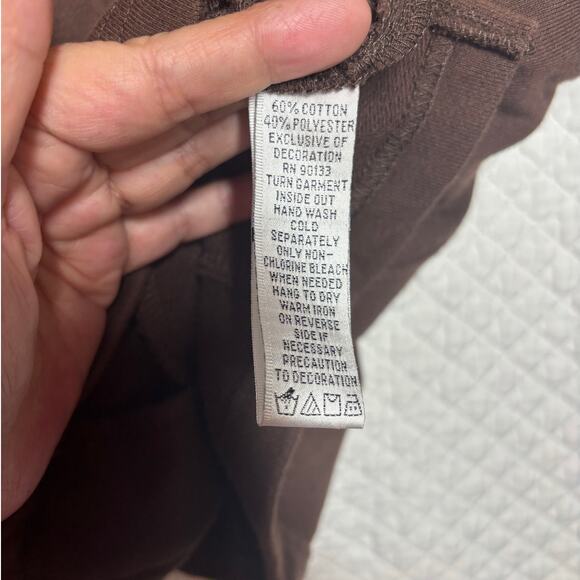 60% COTTON
40% POLYESTER
EXCLUSIVE OF
DECORATION
RN 90133
TURN GARMENT
INSIDE OUT
HAND WASH
COLD
SEPARATELY
ONLY NON-
CHLORINE BLEACH
WHEN NEEDED
HANG TO DRY
WARM IRON
ON REVERSE
SIDE IF
NECESSARY
PRECAUTION
TO DECORATION